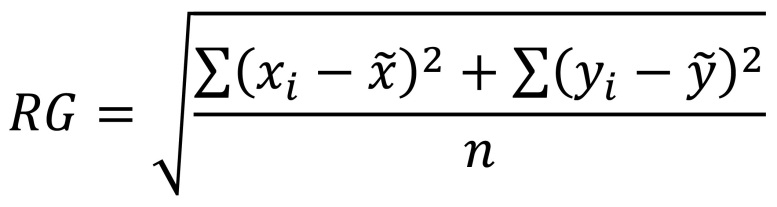 RG = √((∑(xᵢ − x̃)² + ∑(yᵢ − ỹ)²) / n)